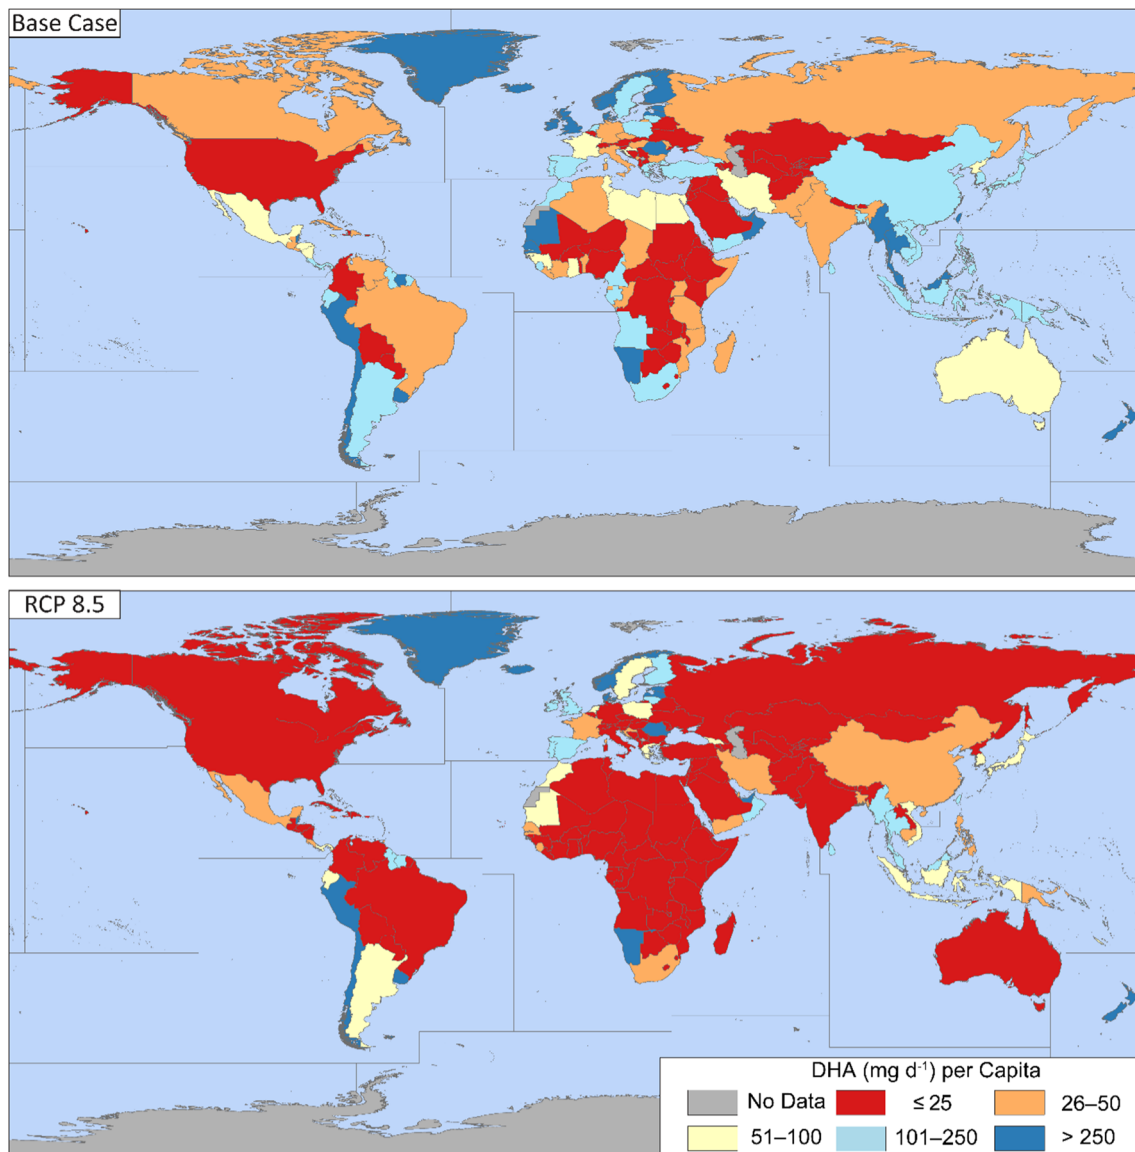 Base Case
RCP 8.5
DHA (mg d-1) per Capita
No Data ≤ 25 26–50
51–100 101–250 > 250